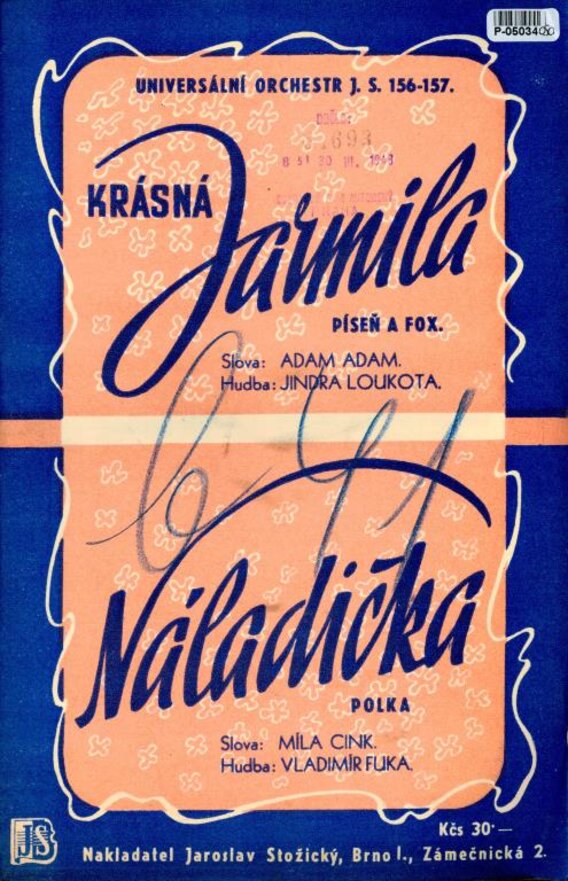 P-05034
UNIVERSÁLNÍ ORCHESTR J. S. 156-157.
KRÁSNÁ
Jarmila
PÍSEŇ A FOX.
Slova: ADAM ADAM.
Hudba: JINDRA LOUKOTA.
Náladička
POLKA
Slova: MÍLA CINK.
Hudba: VLADIMÍR FUKA.
Kčs 30·—
JS
Nakladatel Jaroslav Stožický, Brno I., Zámečnická 2.